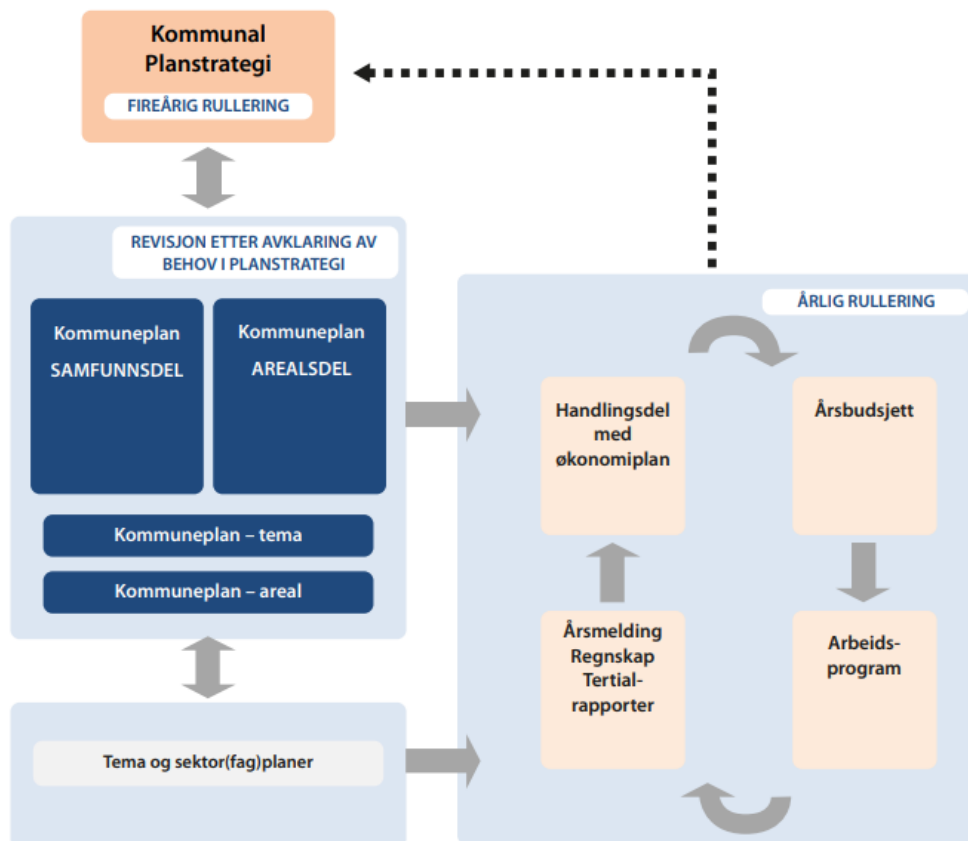 Kommunal
Planstrategi
FIREÅRIG RULLERING
REVISJON ETTER AVKLARING AV
BEHOV I PLANSTRATEGI
Kommuneplan
SAMFUNNSDEL
Kommuneplan
AREALSDEL
Kommuneplan – tema
Kommuneplan – areal
Tema og sektor(fag)planer
ÅRLIG RULLERING
Handlingsdel
med
økonomiplan
Årsbudsjett
Årsmelding
Regnskap
Tertial-
rapporter
Arbeids-
program